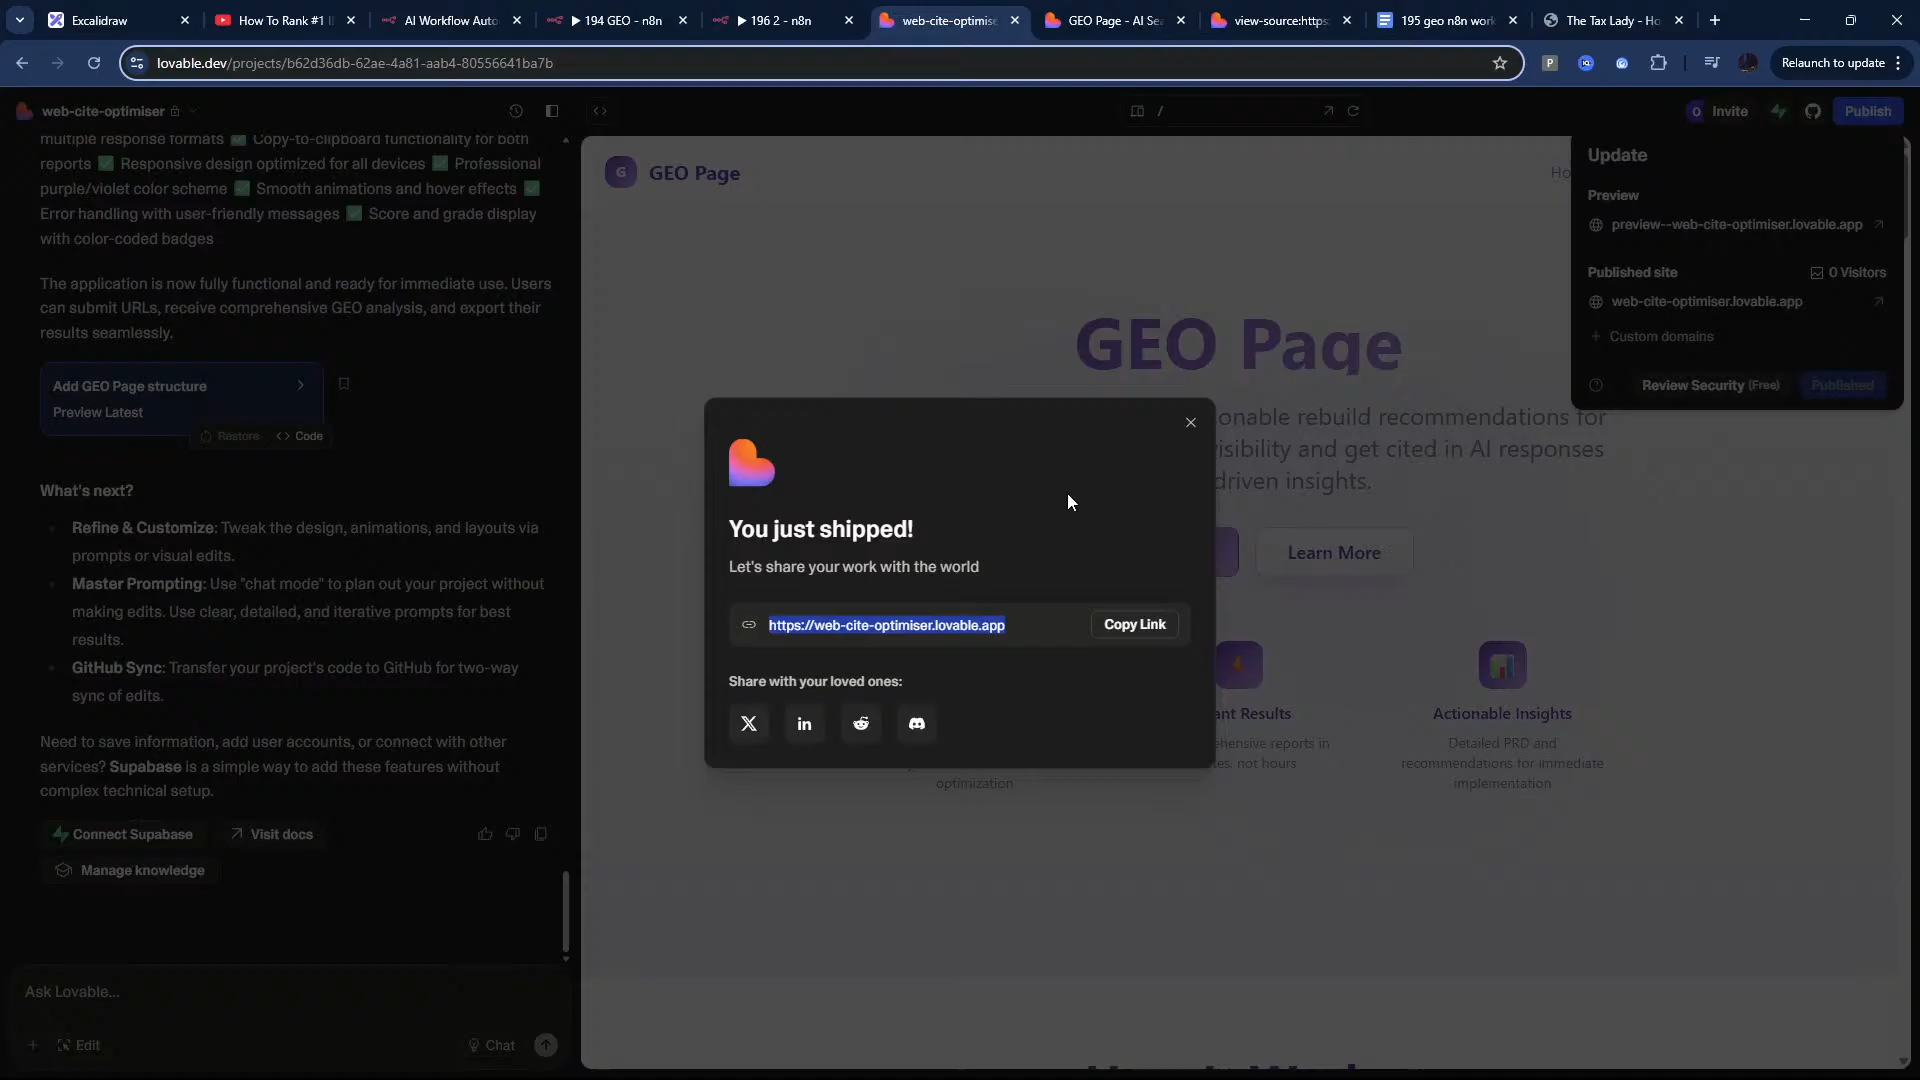 Excalidraw
How To Rank #1 I
AI Workflow Auto
▶ 194 GEO - n8n
▶ 196 2 - n8n
web-cite-optimise
GEO Page - AI Sea
view-source:https:
195 geo n8n work
The Tax Lady - Ho
lovable.dev/projects/b62d36db-62ae-4a81-aab4-80556641ba7b
Relaunch to update
web-cite-optimiser
/
Invite
Publish
multiple response formats ✅ Copy-to-clipboard functionality for both
reports ✅ Responsive design optimized for all devices ✅ Professional
purple/violet color scheme ✅ Smooth animations and hover effects ✅
Error handling with user-friendly messages ✅ Score and grade display
with color-coded badges
The application is now fully functional and ready for immediate use. Users
can submit URLs, receive comprehensive GEO analysis, and export their
results seamlessly.
Add GEO Page structure
Preview Latest
Restore
Code
What's next?
Refine & Customize: Tweak the design, animations, and layouts via
prompts or visual edits.
Master Prompting: Use "chat mode" to plan out your project without
making edits. Use clear, detailed, and iterative prompts for best
results.
GitHub Sync: Transfer your project's code to GitHub for two-way
sync of edits.
Need to save information, add user accounts, or connect with other
services? Supabase is a simple way to add these features without
complex technical setup.
Connect Supabase
Visit docs
Manage knowledge
Ask Lovable...
Edit
Chat
G
GEO Page
Ho
GEO Page
onable rebuild recommendations for
isibility and get cited in AI responses
driven insights.
Learn More
ant Results
hensive reports in
tes, not hours
optimization
Actionable Insights
Detailed PRD and
recommendations for immediate
implementation
Update
Preview
preview--web-cite-optimiser.lovable.app
Published site
0 Visitors
web-cite-optimiser.lovable.app
+ Custom domains
Review Security (Free)
Published
You just shipped!
Let's share your work with the world
https://web-cite-optimiser.lovable.app
Copy Link
Share with your loved ones: